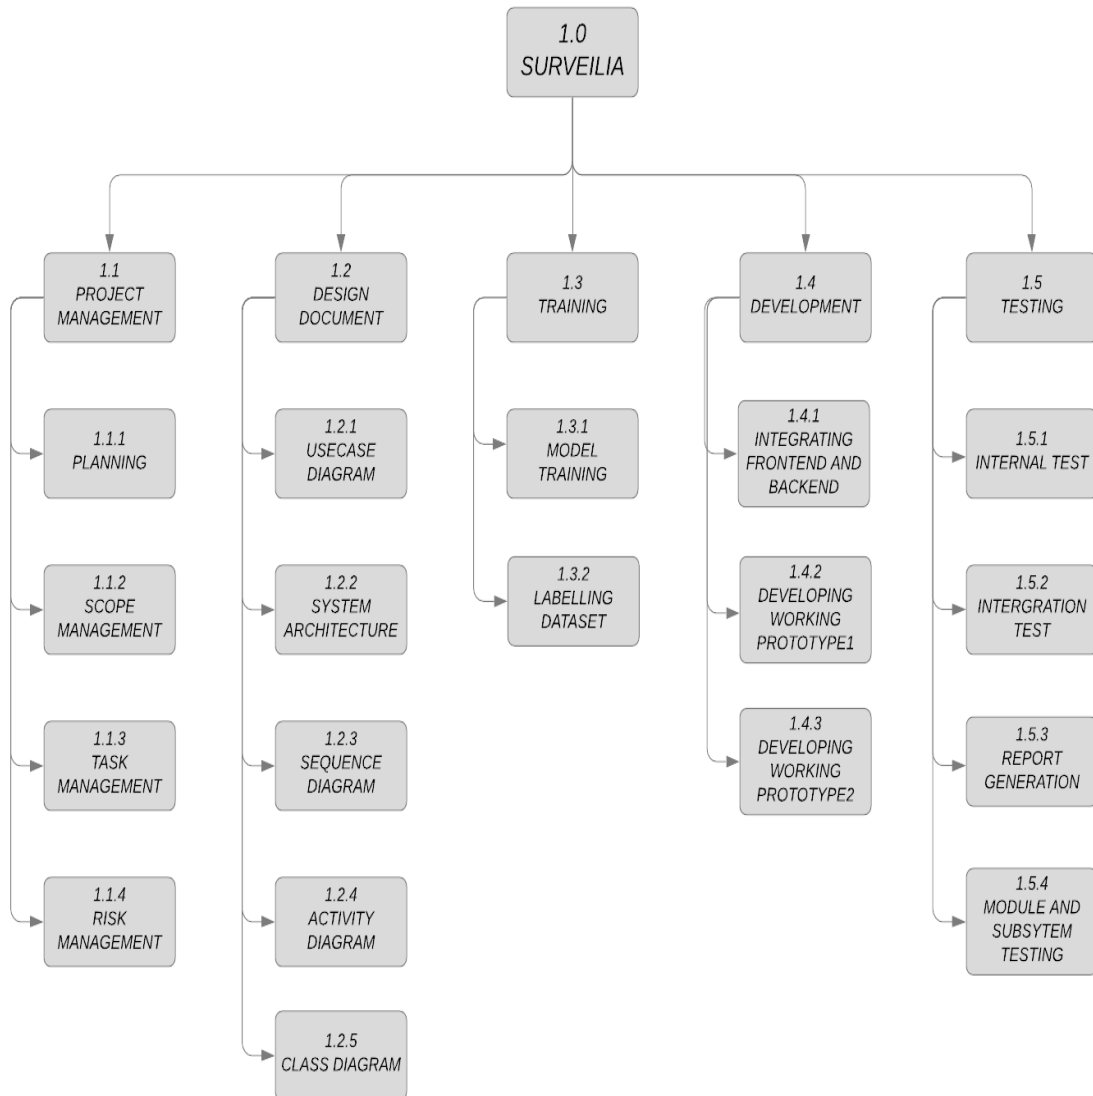 1.0
SURVEILIA
1.1
PROJECT
MANAGEMENT
1.2
DESIGN
DOCUMENT
1.3
TRAINING
1.4
DEVELOPMENT
1.5
TESTING
1.1.1
PLANNING
1.2.1
USECASE
DIAGRAM
1.3.1
MODEL
TRAINING
1.4.1
INTEGRATING
FRONTEND AND
BACKEND
1.5.1
INTERNAL TEST
1.1.2
SCOPE
MANAGEMENT
1.2.2
SYSTEM
ARCHITECTURE
1.3.2
LABELLING
DATASET
1.4.2
DEVELOPING
WORKING
PROTOTYPE1
1.5.2
INTERGRATION
TEST
1.1.3
TASK
MANAGEMENT
1.2.3
SEQUENCE
DIAGRAM
1.4.3
DEVELOPING
WORKING
PROTOTYPE2
1.5.3
REPORT
GENERATION
1.1.4
RISK
MANAGEMENT
1.2.4
ACTIVITY
DIAGRAM
1.5.4
MODULE AND
SUBSYTEM
TESTING
1.2.5
CLASS DIAGRAM